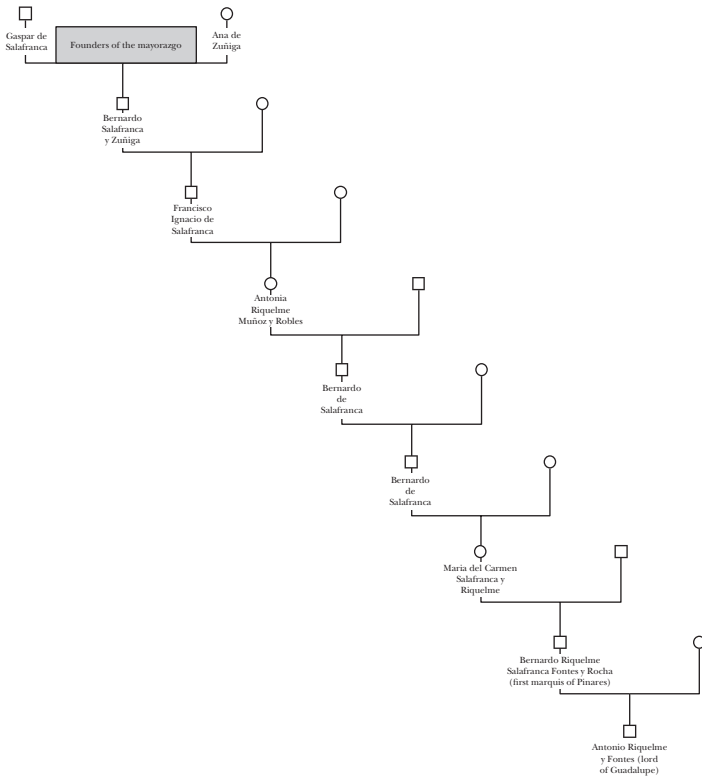 Gaspar de
Salafranca
Founders of the mayorazgo
Ana de
Zuñiga
Bernardo
Salafranca
y Zuñiga
Francisco
Ignacio de
Salafranca
Antonia
Riquelme
Muñoz y Robles
Bernardo
de
Salafranca
Bernardo
de
Salafranca
Maria del Carmen
Salafranca y
Riquelme
Bernardo Riquelme
Salafranca Fontes y Rocha
(first marquis of Pinares)
Antonio Riquelme
y Fontes (lord
of Guadalupe)